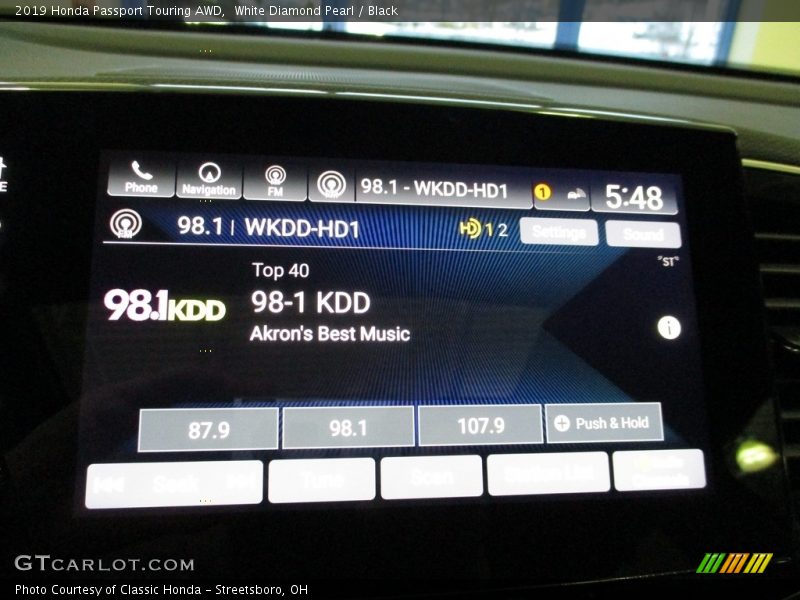 2019 Honda Passport Touring AWD,  White Diamond Pearl / Black
Phone
Navigation
FM
98.1 - WKDD-HD1
1
5:48
FM
98.1 | WKDD-HD1
HD 1 2
Settings
Sound
"ST"
Top 40
98.1KDD
98-1 KDD
Akron's Best Music
i
87.9
98.1
107.9
Push & Hold
Seek
Tune
Scan
Station List
GTCARLOT.COM
Photo Courtesy of Classic Honda - Streetsboro, OH